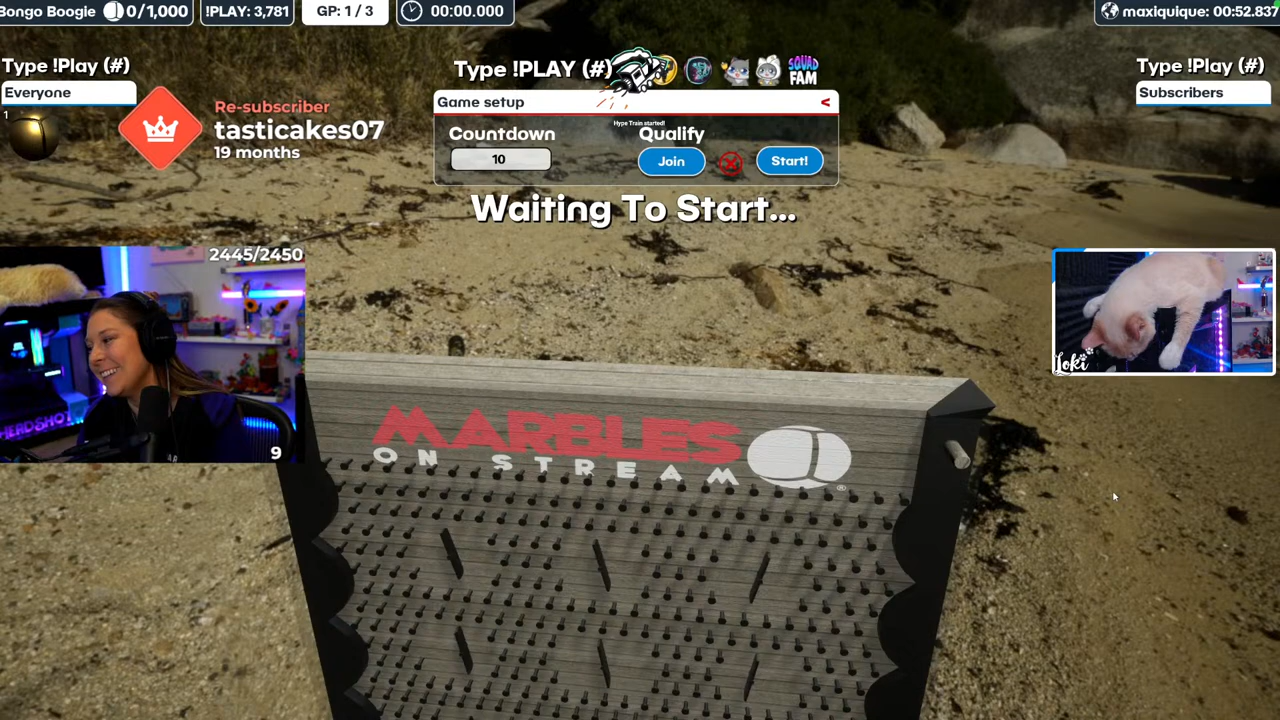 Bongo Boogie 0/1,000 !PLAY: 3,781 GP: 1 / 3 00:00.000 maxiquique: 00:52.837
Type !Play (#)
Everyone
1
Re-subscriber
tasticakes07
19 months
Type !PLAY (#)
SQUAD
FAM
Game setup <
Hype Train started!
Countdown Qualify
10 Join Start!
Waiting To Start...
Type !Play (#)
Subscribers
2445/2450
HEADSHOT
9
Loki
MARBLES
ON STREAM
®